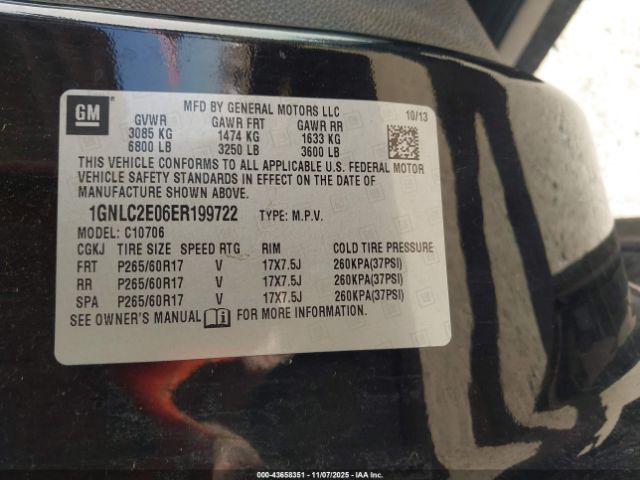 GM
MFD BY GENERAL MOTORS LLC
10/13
GVWR GAWR FRT GAWR RR
3085 KG 1474 KG 1633 KG
6800 LB 3250 LB 3600 LB
THIS VEHICLE CONFORMS TO ALL APPLICABLE U.S. FEDERAL MOTOR
VEHICLE SAFETY STANDARDS IN EFFECT ON THE DATE OF
MANUFACTURE SHOWN ABOVE.
1GNLC2E06ER199722 TYPE: M.P.V.
MODEL: C10706
CGKJ TIRE SIZE SPEED RTG RIM COLD TIRE PRESSURE
FRT P265/60R17 V 17X7.5J 260KPA(37PSI)
RR P265/60R17 V 17X7.5J 260KPA(37PSI)
SPA P265/60R17 V 17X7.5J 260KPA(37PSI)
SEE OWNER'S MANUAL FOR MORE INFORMATION.
000-43658351 - 11/07/2025 - IAA Inc.